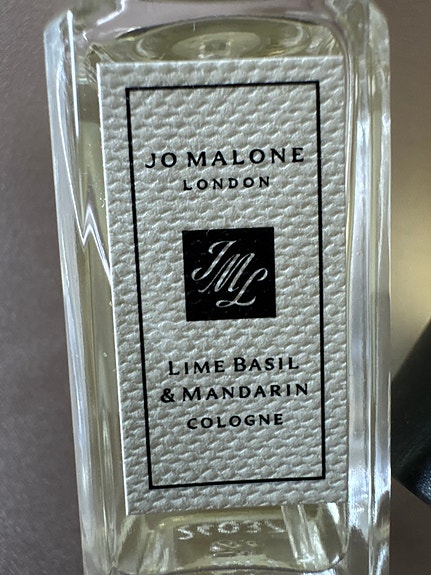 JO MALONE
LONDON
JML
LIME BASIL
& MANDARIN
COLOGNE